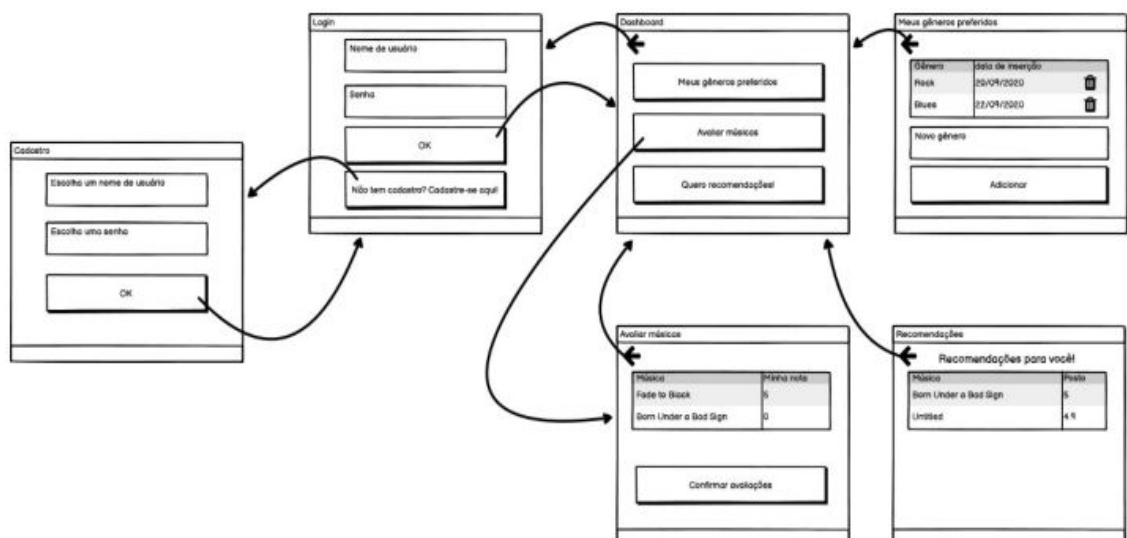 Login
Nome de usuário
Senha
OK
Não tem cadastro? Cadastre-se aqui!
Dashboard
Meus gêneros preferidos
Avaliar músicas
Quero recomendações!
Meus gêneros preferidos
Gênero data de inserção
Rock 20/09/2020
Blues 22/09/2020
Novo gênero
Adicionar
Cadastro
Escolha um nome de usuário
Escolha uma senha
OK
Avaliar músicas
Música Minha nota
Fade to Black 5
Born Under a Bad Sign 0
Confirmar avaliações
Recomendações
Recomendações para você!
Música Posto
Born Under a Bad Sign 5
Untitled 4.9